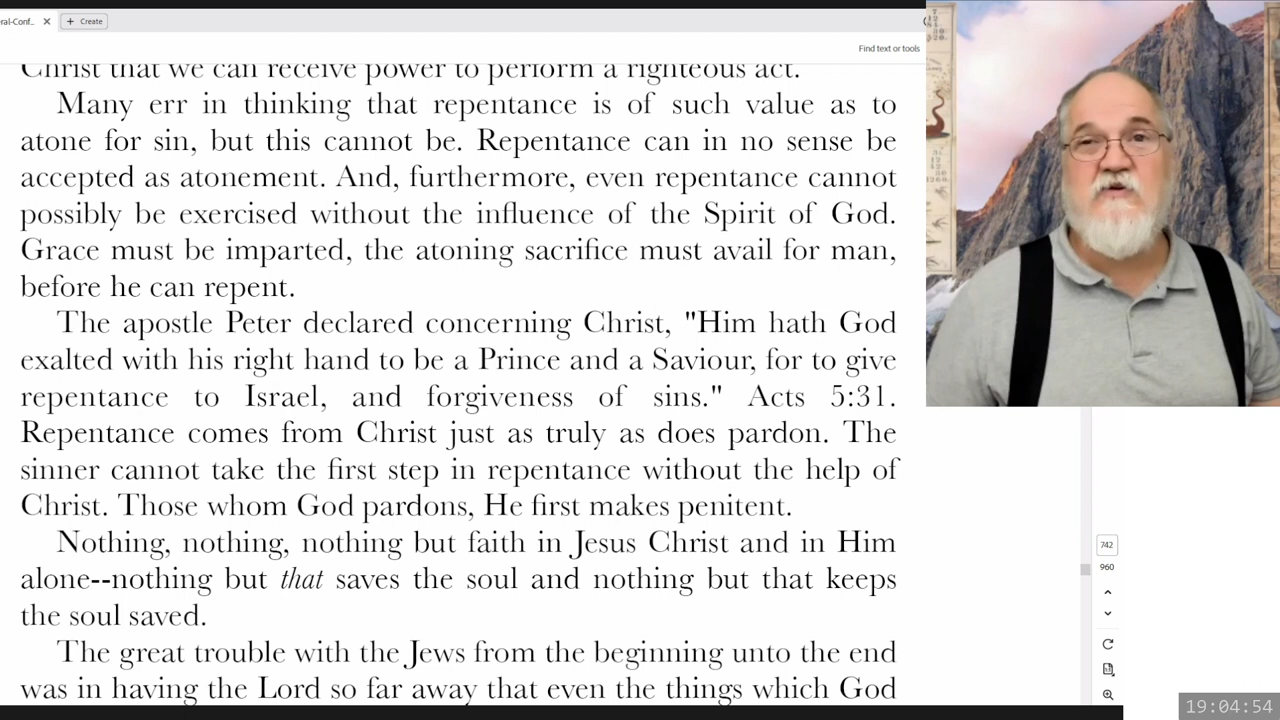 eral-Conf..
Create
Find text or tools
Christ that we can receive power to perform a righteous act.
Many err in thinking that repentance is of such value as to
atone for sin, but this cannot be. Repentance can in no sense be
accepted as atonement. And, furthermore, even repentance cannot
possibly be exercised without the influence of the Spirit of God.
Grace must be imparted, the atoning sacrifice must avail for man,
before he can repent.
The apostle Peter declared concerning Christ, "Him hath God
exalted with his right hand to be a Prince and a Saviour, for to give
repentance to Israel, and forgiveness of sins." Acts 5:31.
Repentance comes from Christ just as truly as does pardon. The
sinner cannot take the first step in repentance without the help of
Christ. Those whom God pardons, He first makes penitent.
Nothing, nothing, nothing but faith in Jesus Christ and in Him
alone--nothing but that saves the soul and nothing but that keeps
the soul saved.
The great trouble with the Jews from the beginning unto the end
was in having the Lord so far away that even the things which God
742
960
19:04:54